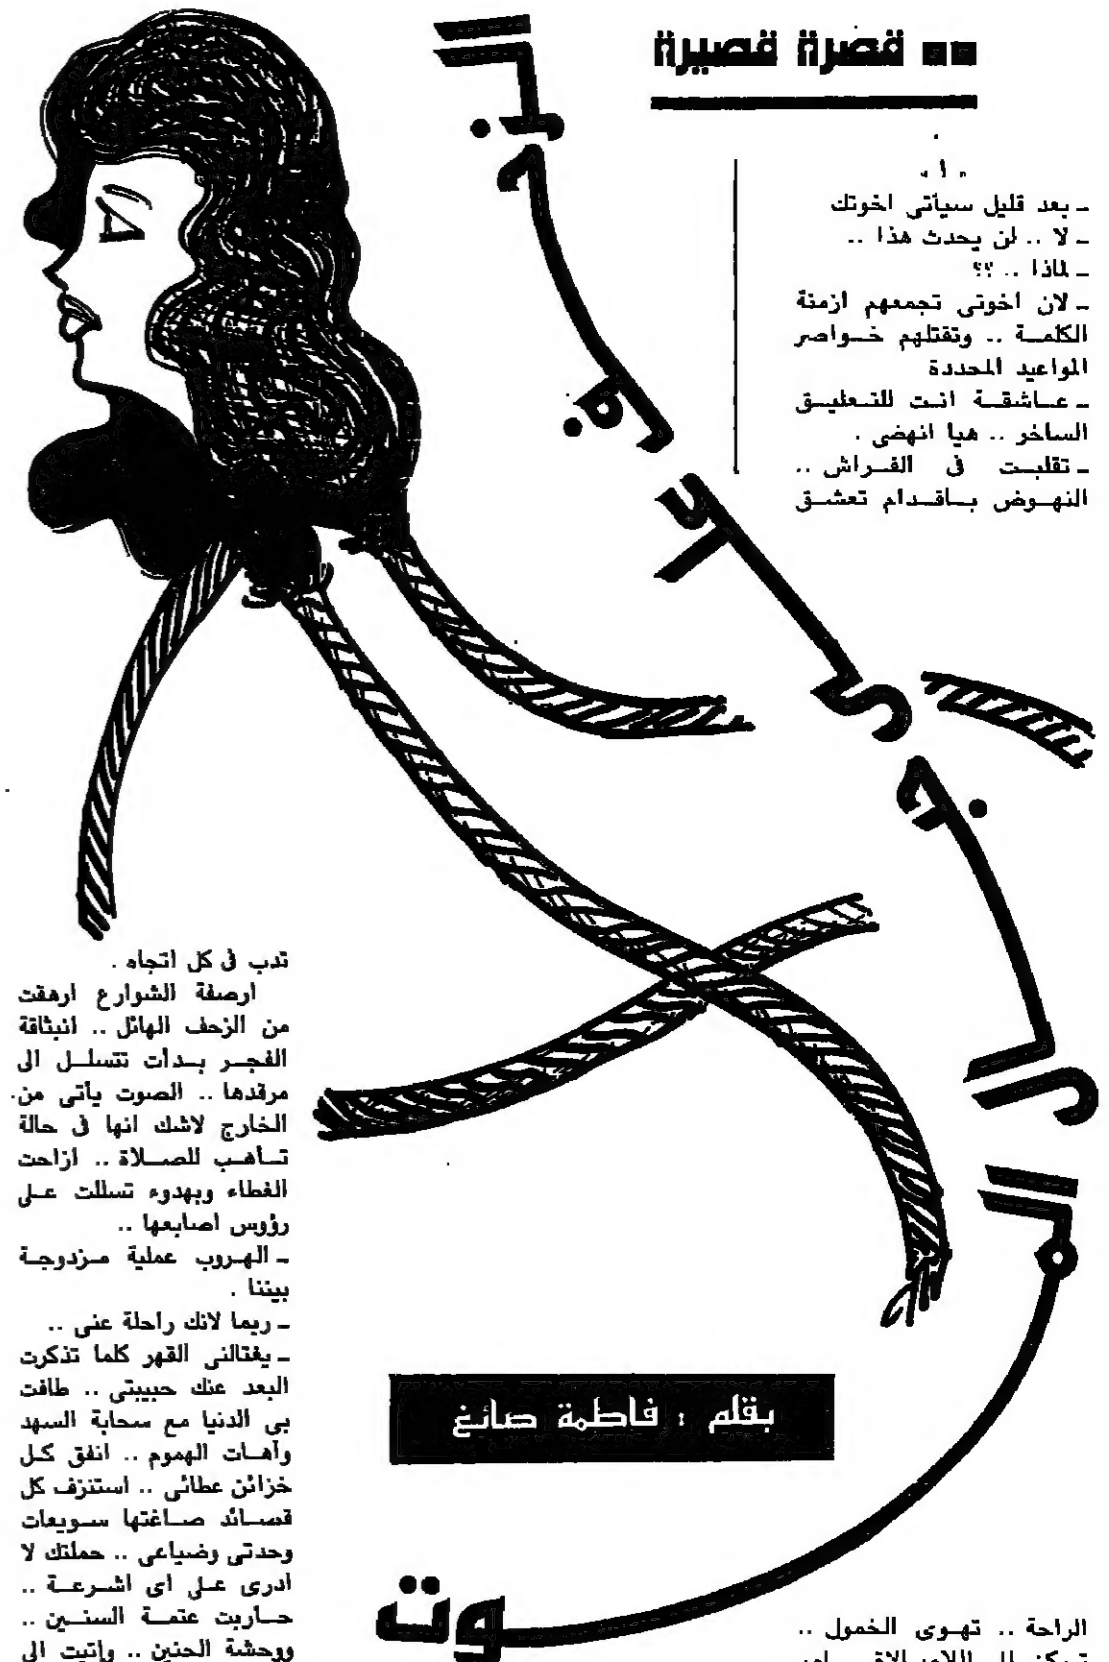 قصرة قصيرة
« ١ »
ـ بعد قليل سيأتى اخوتك
ـ لا .. لن يحدث هذا ..
ـ لماذا .. ؟؟
ـ لان اخوتى تجمعهم ازمنة
الكلمة .. وتقتلهم خواصر
المواعيد المحددة
ـ عاشقة انت للتعليق
الساخر .. هيا انهضى .
ـ تقلبت فى الفراش ..
النهوض باقدام تعشق
الراحة .. تهوى الخمول ..
الموت
بقلم : فاطمة صائغ
تدب فى كل اتجاه .
ارصفة الشوارع ارهقت
من الزحف الهائل .. انبثاقة
الفجر بدأت تتسلل الى
مرقدها .. الصوت يأتى من
الخارج لاشك انها فى حالة
تأهب للصلاة .. ازاحت
الغطاء وبهدوء تسللت على
رؤوس اصابعها ..
ـ الهروب عملية مزدوجة
بيننا .
ـ ربما لانك راحلة عنى ..
ـ يغتالنى القهر كلما تذكرت
البعد عنك حبيبتى .. طافت
بى الدنيا مع سحابة السهد
وآهات الهموم .. انفق كل
خزائن عطائى .. استنزف كل
قصائد صاغتها سويعات
وحدتى وضياعى .. حملتك لا
ادرى على اى اشرعة ..
حاربت عتمة السنين ..
ووحشة الحنين .. وأتيت الى